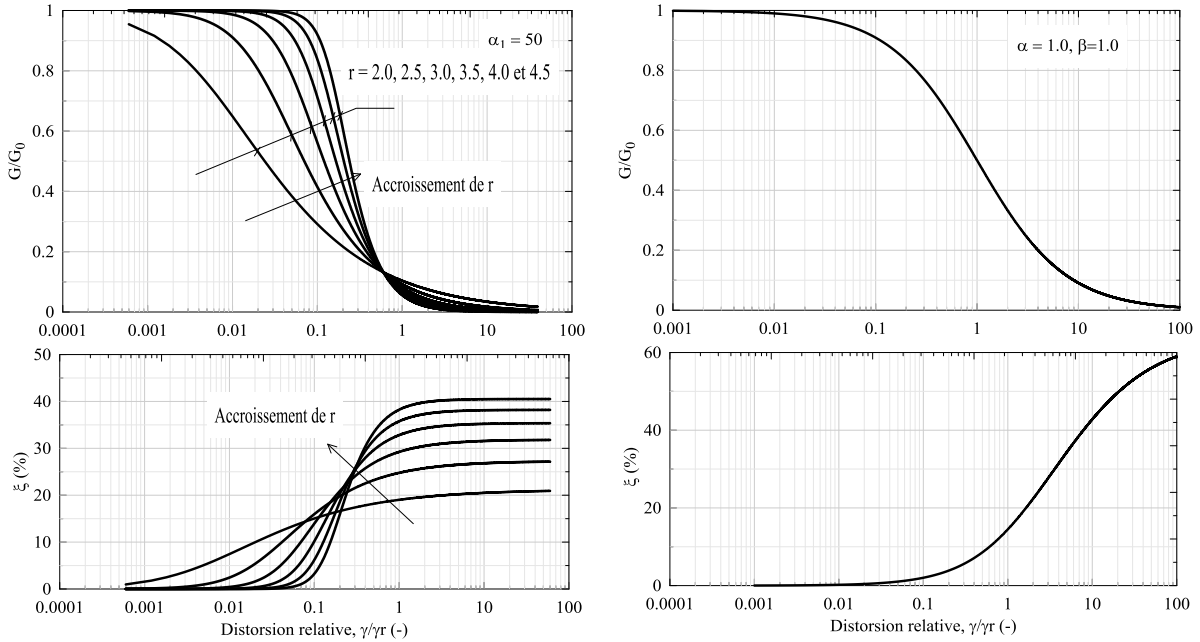 1
0.8
0.6
0.4
0.2
0
G/G0
α1 = 50
r = 2.0, 2.5, 3.0, 3.5, 4.0 et 4.5
Accroissement de r
0.0001 0.001 0.01 0.1 1 10 100
1
0.8
0.6
0.4
0.2
0
G/G0
α = 1.0, β=1.0
0.001 0.01 0.1 1 10 100
50
40
30
20
10
0
ξ (%)
Accroissement de r
0.0001 0.001 0.01 0.1 1 10 100
Distorsion relative, γ/γr (-)
60
40
20
0
ξ (%)
0.0001 0.001 0.01 0.1 1 10 100
Distorsion relative, γ/γr (-)